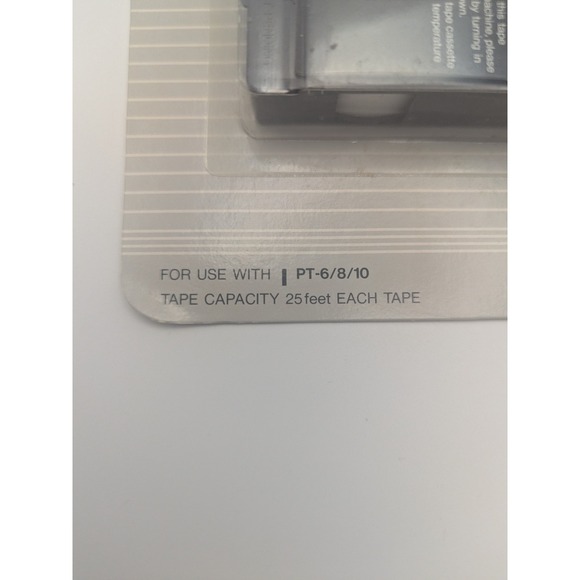 this tape
machine, please
by turning in
own.
tape cassette
temperature
FOR USE WITH | PT-6/8/10
TAPE CAPACITY 25feet EACH TAPE